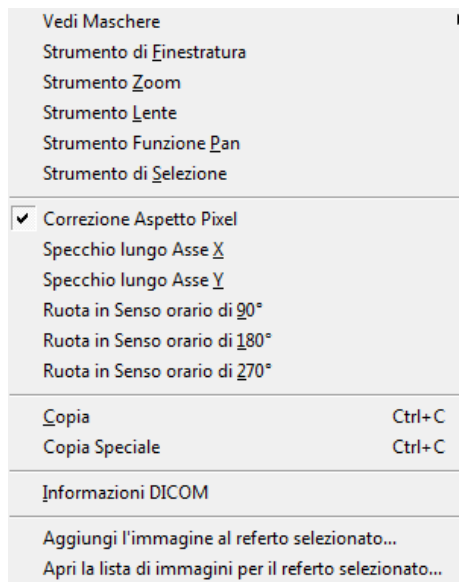 Vedi Maschere
Strumento di Finestratura
Strumento Zoom
Strumento Lente
Strumento Funzione Pan
Strumento di Selezione
Correzione Aspetto Pixel
Specchio lungo Asse X
Specchio lungo Asse Y
Ruota in Senso orario di 90°
Ruota in Senso orario di 180°
Ruota in Senso orario di 270°
Copia Ctrl+C
Copia Speciale Ctrl+C
Informazioni DICOM
Aggiungi l'immagine al referto selezionato...
Apri la lista di immagini per il referto selezionato...